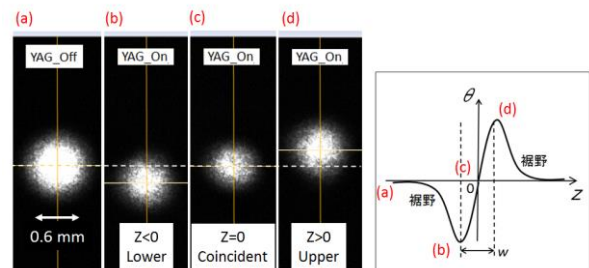 (a)
(b)
(c)
(d)
YAG_Off
YAG_On
YAG_On
YAG_On
0.6 mm
Z<0
Lower
Z=0
Coincident
Z>0
Upper
θ
(d)
(c)
裾野
(a)
0
Z
裾野
(b)
w